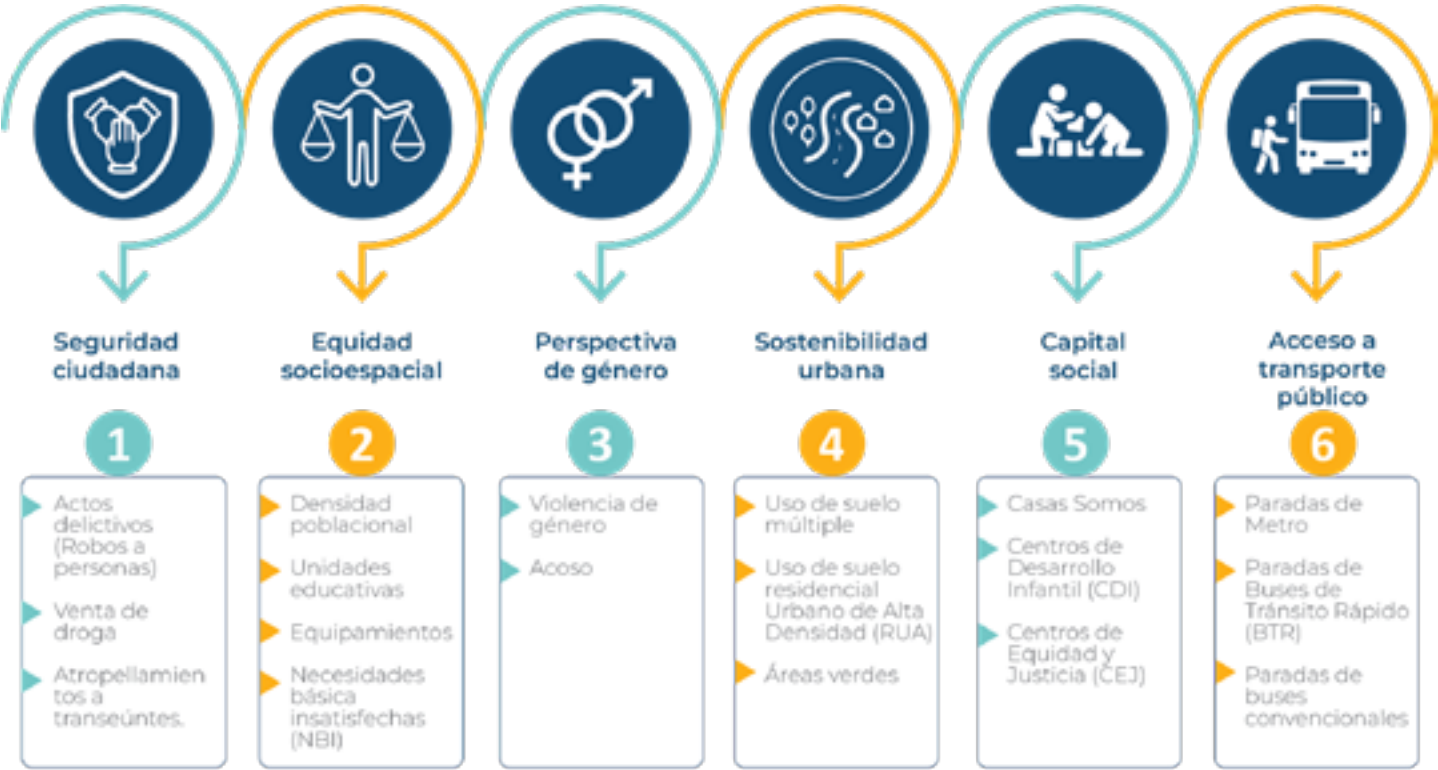 Seguridad
ciudadana
1
Actos
delictivos
(Robos a
personas)
Venta de
droga
Atropellamien
tos a
transeúntes.
Equidad
socioespacial
2
Densidad
poblacional
Unidades
educativas
Equipamientos
Necesidades
básica
insatisfechas
(NBI)
Perspectiva
de género
3
Violencia de
género
Acoso
Sostenibilidad
urbana
4
Uso de suelo
múltiple
Uso de suelo
residencial
Urbano de Alta
Densidad (RUA)
Áreas verdes
Capital
social
5
Casas Somos
Centros de
Desarrollo
Infantil (CDI)
Centros de
Equidad y
Justicia (CEJ)
Acceso a
transporte
público
6
Paradas de
Metro
Paradas de
Buses de
Tránsito Rápido
(BTR)
Paradas de
buses
convencionales